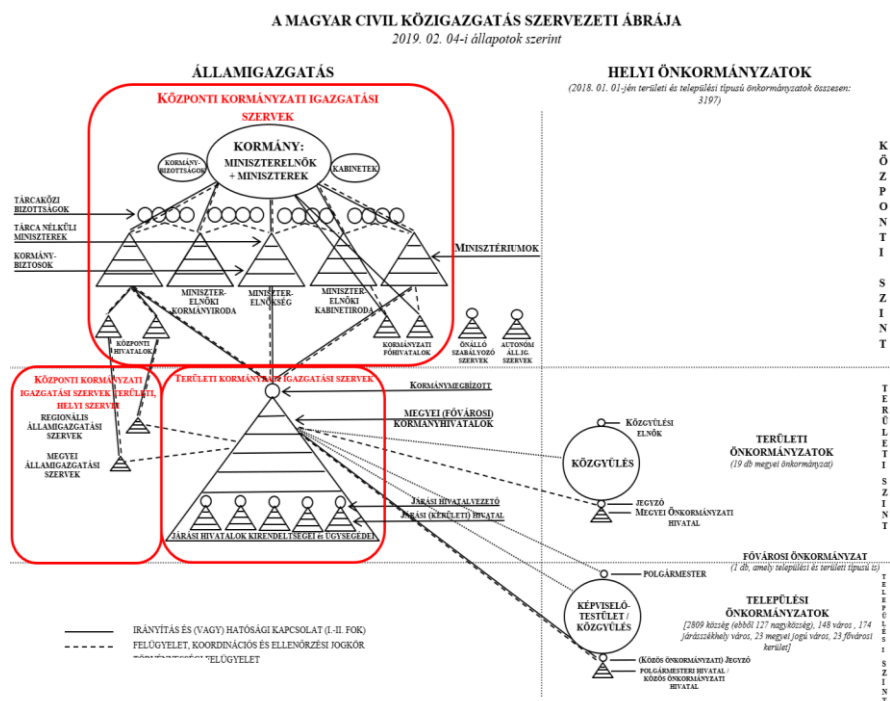 A MAGYAR CIVIL KÖZIGAZGATÁS SZERVEZETI ÁBRÁJA
2019. 02. 04-i állapotok szerint
ÁLLAMIGAZGATÁS
HELYI ÖNKORMÁNYZATOK
(2018. 01. 01-jén területi és települési típusú önkormányzatok összesen:
3197)
KÖZPONTI KORMÁNYZATI IGAZGATÁSI
SZERVEK
KORMÁNY:
MINISZTERELNÖK
+ MINISZTEREK
KORMÁNY-
BIZOTTSÁGOK
KABINETEK
TÁRCAKÖZI
BIZOTTSÁGOK
TÁRCA NÉLKÜLI
MINISZTEREK
KORMÁNY-
BIZTOSOK
MINISZTÉRIUMOK
MINISZTER-
ELNÖKI
KORMÁNYIRODA
MINISZTER-
ELNÖKSÉG
MINISZTER-
ELNÖKI
KABINETIRODA
KÖZPONTI
HIVATALOK
KORMÁNYZATI
FŐHIVATALOK
ÖNÁLLÓ
SZABÁLYOZÓ
SZERVEK
AUTONÓM
ÁLL.IG.
SZERVEK
KÖZPONTI SZINT
KÖZPONTI KORMÁNYZATI
IGAZGATÁSI SZERVEK TERÜLETI,
HELYI SZERVEI
TERÜLETI KORMÁNYZATI IGAZGATÁSI SZERVEK
REGIONÁLIS
ÁLLAMIGAZGATÁSI
SZERVEK
MEGYEI
ÁLLAMIGAZGATÁSI
SZERVEK
KORMÁNYMEGBÍZOTT
MEGYEI (FŐVÁROSI)
KORMÁNYHIVATALOK
JÁRÁSI HIVATALVEZETŐ
JÁRÁSI (KERÜLETI) HIVATAL
JÁRÁSI HIVATALOK KIRENDELTSÉGEI és ÜGYSEGÉDEI
KÖZGYŰLÉSI
ELNÖK
KÖZGYŰLÉS
JEGYZŐ
MEGYEI ÖNKORMÁNYZATI
HIVATAL
TERÜLETI
ÖNKORMÁNYZATOK
(19 db megyei önkormányzat)
TERÜLETI SZINT
FŐVÁROSI ÖNKORMÁNYZAT
(1 db, amely települési és területi típusú is)
POLGÁRMESTER
KÉPVISELŐ-
TESTÜLET /
KÖZGYŰLÉS
TELEPÜLÉSI
ÖNKORMÁNYZATOK
[2809 község (ebből 127 nagyközség), 148 város , 174
járásszékhely város, 23 megyei jogú város, 23 fővárosi
kerület]
(KÖZÖS ÖNKORMÁNYZATI) JEGYZŐ
POLGÁRMESTERI HIVATAL /
KÖZÖS ÖNKORMÁNYZATI
HIVATAL
TELEPÜLÉSI SZINT
IRÁNYÍTÁS ÉS (VAGY) HATÓSÁGI KAPCSOLAT (I.-II. FOK)
FELÜGYELET, KOORDINÁCIÓS ÉS ELLENŐRZÉSI JOGKÖR
FELÜGYELET